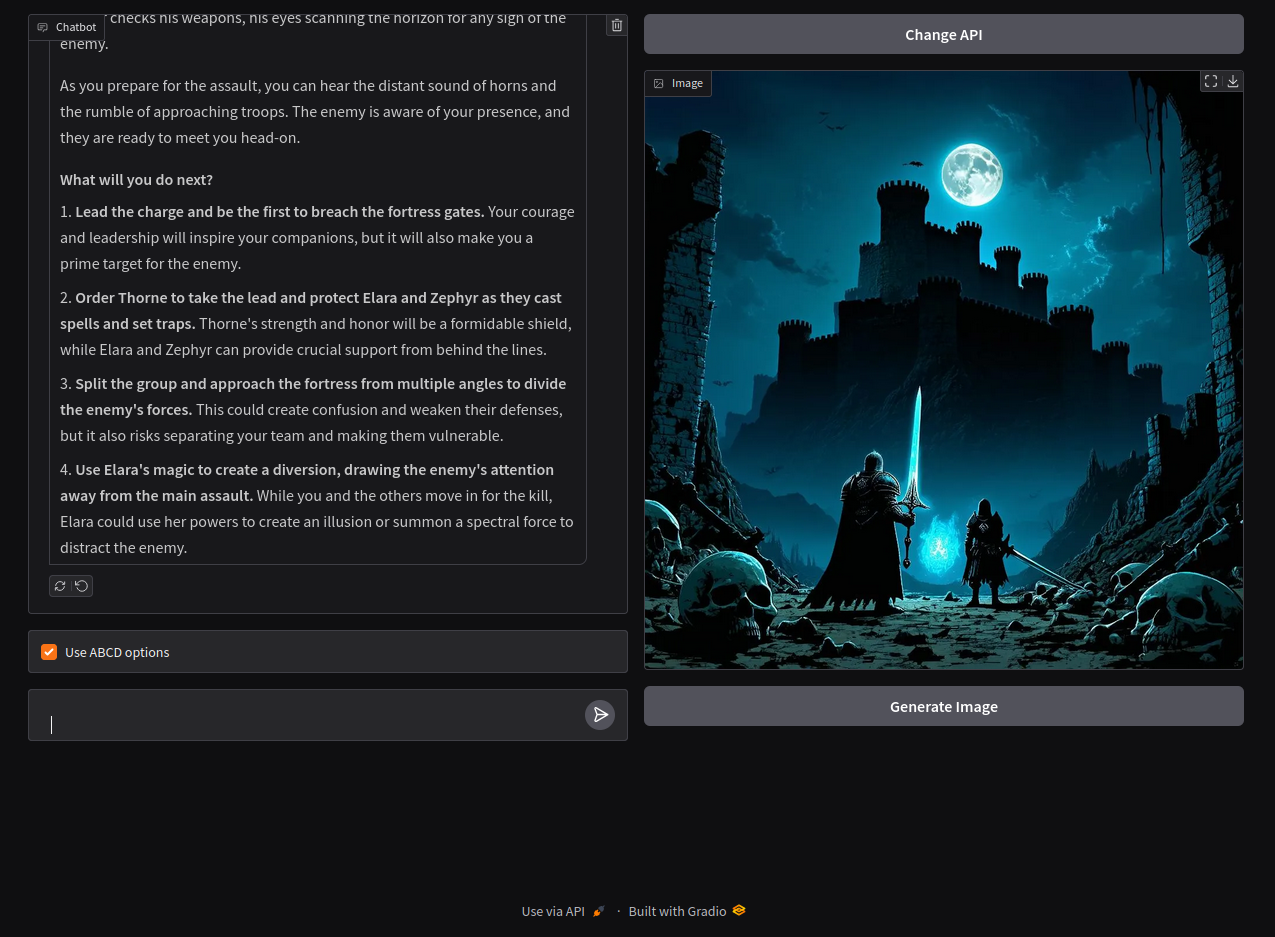 Chatbot
checks his weapons, his eyes scanning the horizon for any sign of the
enemy.
As you prepare for the assault, you can hear the distant sound of horns and
the rumble of approaching troops. The enemy is aware of your presence, and
they are ready to meet you head-on.
What will you do next?
1. Lead the charge and be the first to breach the fortress gates. Your courage
and leadership will inspire your companions, but it will also make you a
prime target for the enemy.
2. Order Thorne to take the lead and protect Elara and Zephyr as they cast
spells and set traps. Thorne's strength and honor will be a formidable shield,
while Elara and Zephyr can provide crucial support from behind the lines.
3. Split the group and approach the fortress from multiple angles to divide
the enemy's forces. This could create confusion and weaken their defenses,
but it also risks separating your team and making them vulnerable.
4. Use Elara's magic to create a diversion, drawing the enemy's attention
away from the main assault. While you and the others move in for the kill,
Elara could use her powers to create an illusion or summon a spectral force to
distract the enemy.
Use ABCD options
Change API
Image
Generate Image
Use via API · Built with Gradio